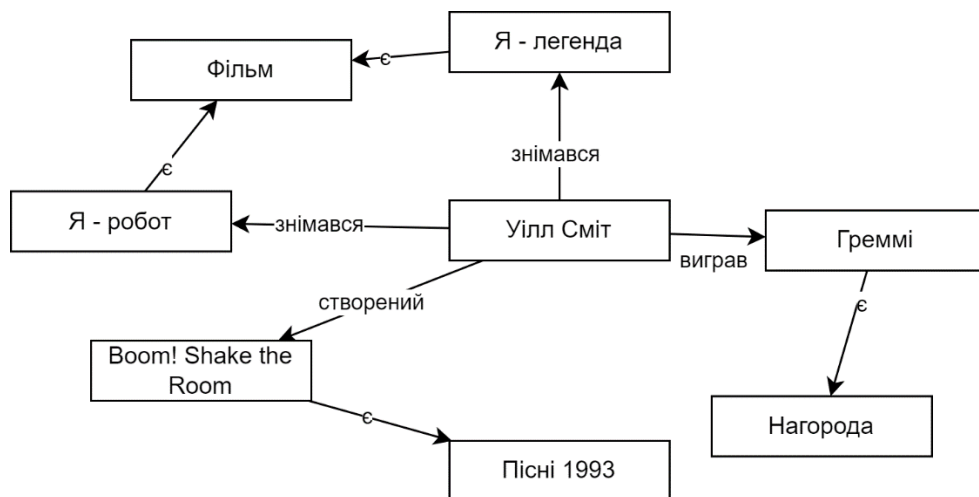 Я - легенда
Фільм
є
знімався
є
Я - робот
знімався
Уілл Сміт
Греммі
виграв
створений
є
Boom! Shake the
Room
є
Нагорода
Пісні 1993